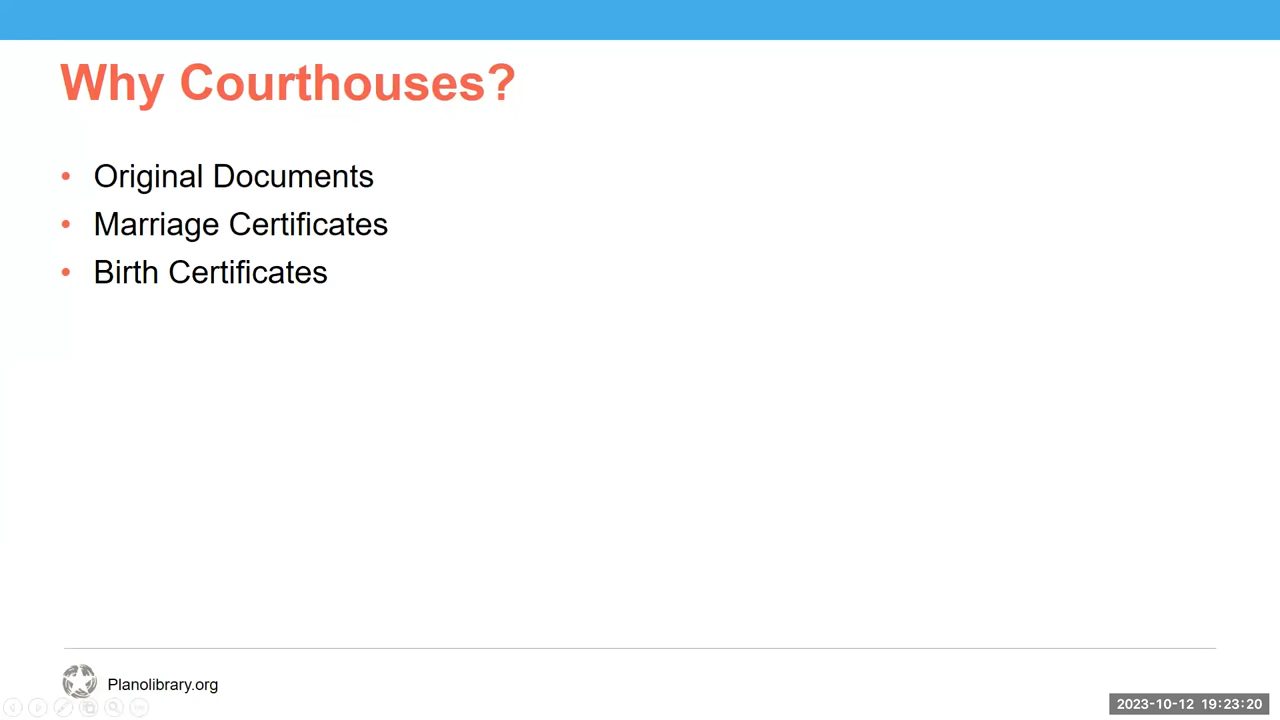 Why Courthouses?
• Original Documents
• Marriage Certificates
• Birth Certificates
Planolibrary.org
2023-10-12 19:23:20